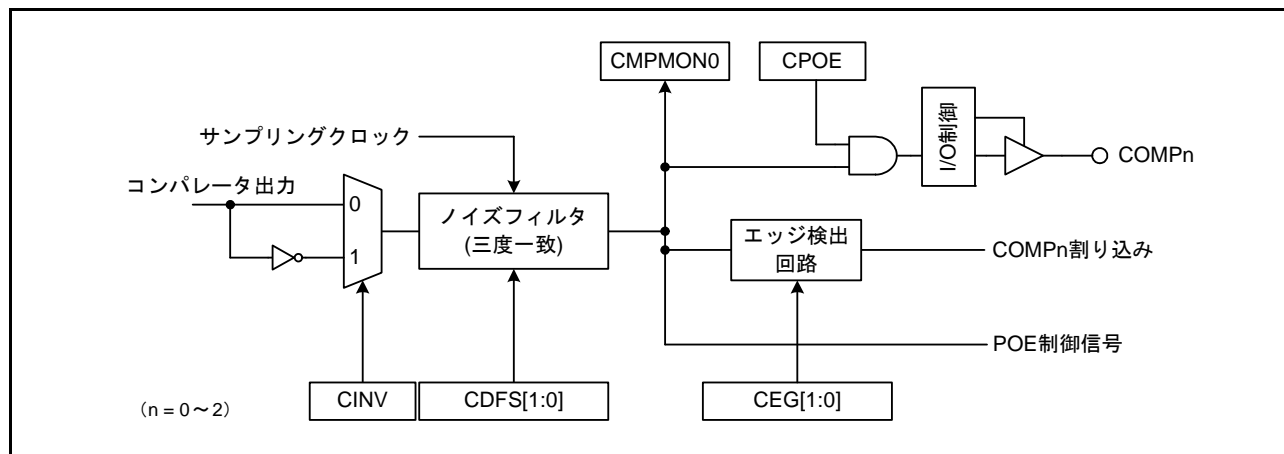 CMPMON0
CPOE
I/O制御
COMPn
サンプリングクロック
コンパレータ出力
0
1
ノイズフィルタ
(三度一致)
エッジ検出
回路
COMPn割り込み
POE制御信号
CINV
CDFS[1:0]
CEG[1:0]
（n = 0～2）